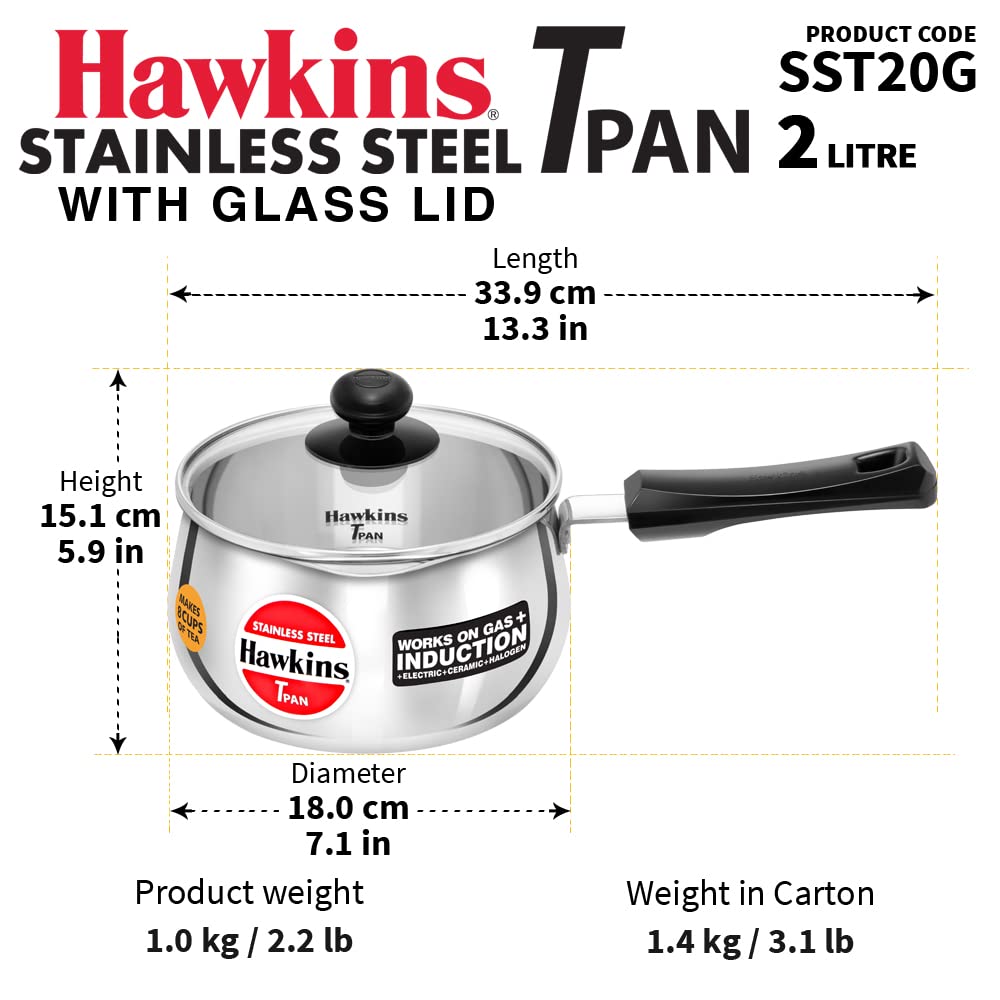 Hawkins®
STAINLESS STEEL TPAN
WITH GLASS LID
PRODUCT CODE
SST20G
2 LITRE
Length
33.9 cm
13.3 in
Height
15.1 cm
5.9 in
Hawkins
TPAN
MAKES
8 CUPS
OF TEA
STAINLESS STEEL
Hawkins®
TPAN
WORKS ON GAS+
INDUCTION
+ELECTRIC+CERAMIC+HALOGEN
Hawkins
Diameter
18.0 cm
7.1 in
Product weight
1.0 kg / 2.2 lb
Weight in Carton
1.4 kg / 3.1 lb